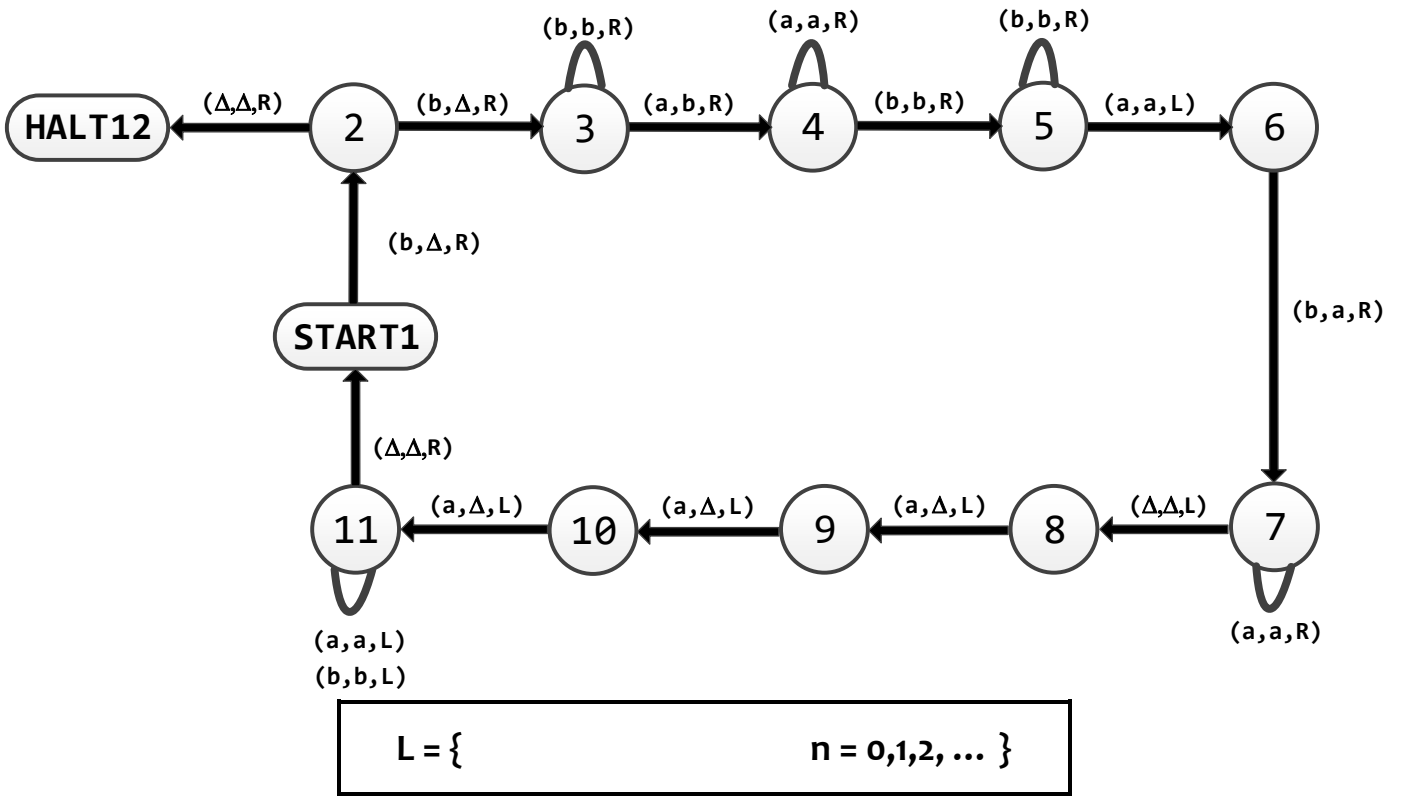 (b,b,R) (a,a,R) (b,b,R)
(Δ,Δ,R) (b,Δ,R) (a,b,R) (b,b,R) (a,a,L)
HALT12 2 3 4 5 6
(b,Δ,R)
(b,a,R)
START1
(Δ,Δ,R)
(a,Δ,L) (a,Δ,L) (a,Δ,L) (Δ,Δ,L)
11 10 9 8 7
(a,a,L) (a,a,R)
(b,b,L)
L = { n = 0,1,2, ... }